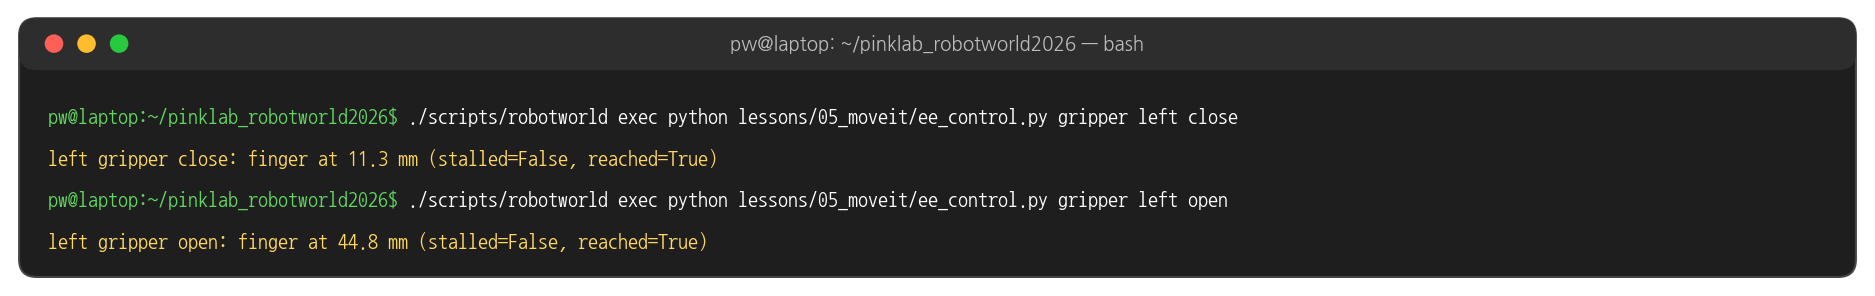 pw@laptop: ~/pinklab_robotworld2026 — bash
pw@laptop:~/pinklab_robotworld2026$ ./scripts/robotworld exec python lessons/05_moveit/ee_control.py gripper left close
left gripper close: finger at 11.3 mm (stalled=False, reached=True)
pw@laptop:~/pinklab_robotworld2026$ ./scripts/robotworld exec python lessons/05_moveit/ee_control.py gripper left open
left gripper open: finger at 44.8 mm (stalled=False, reached=True)